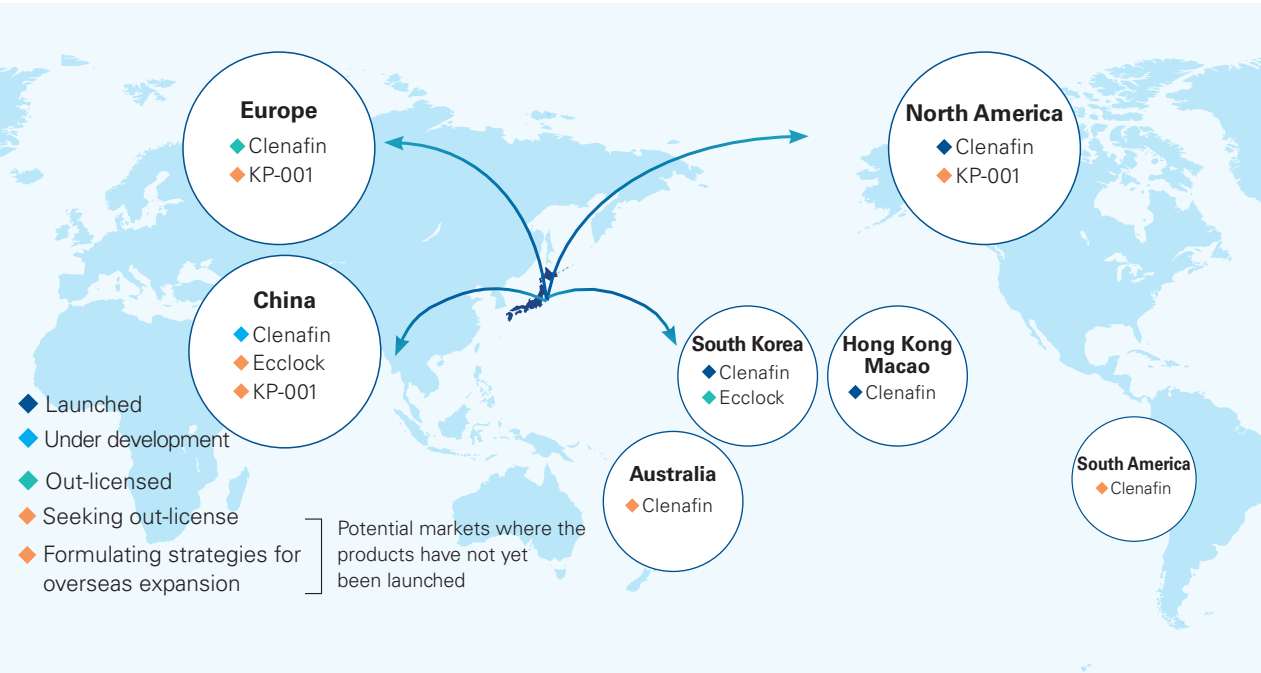 Europe
Clenafin
KP-001
North America
Clenafin
KP-001
China
Clenafin
Ecclock
KP-001
South Korea
Clenafin
Ecclock
Hong Kong
Macao
Clenafin
Australia
Clenafin
South America
Clenafin
Launched
Under development
Out-licensed
Seeking out-license
Formulating strategies for
overseas expansion
Potential markets where the
products have not yet
been launched